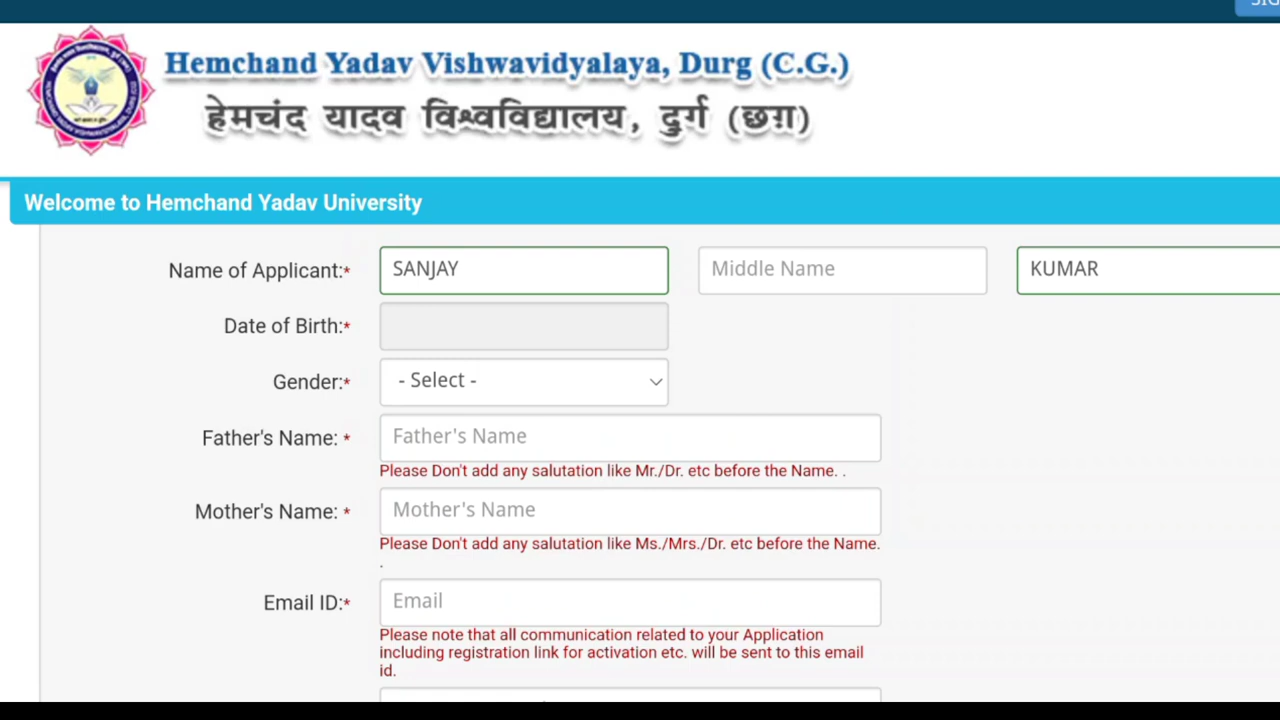 Hemchand Yadav Vishwavidyalaya, Durg (C.G.)
हेमचंद यादव विश्वविद्यालय, दुर्ग (छग़)
Welcome to Hemchand Yadav University
Name of Applicant:* SANJAY Middle Name KUMAR
Date of Birth:*
Gender:* - Select -
Father's Name: * Father's Name
Please Don't add any salutation like Mr./Dr. etc before the Name. .
Mother's Name: * Mother's Name
Please Don't add any salutation like Ms./Mrs./Dr. etc before the Name.
.
Email ID:* Email
Please note that all communication related to your Application
including registration link for activation etc. will be sent to this email
id.